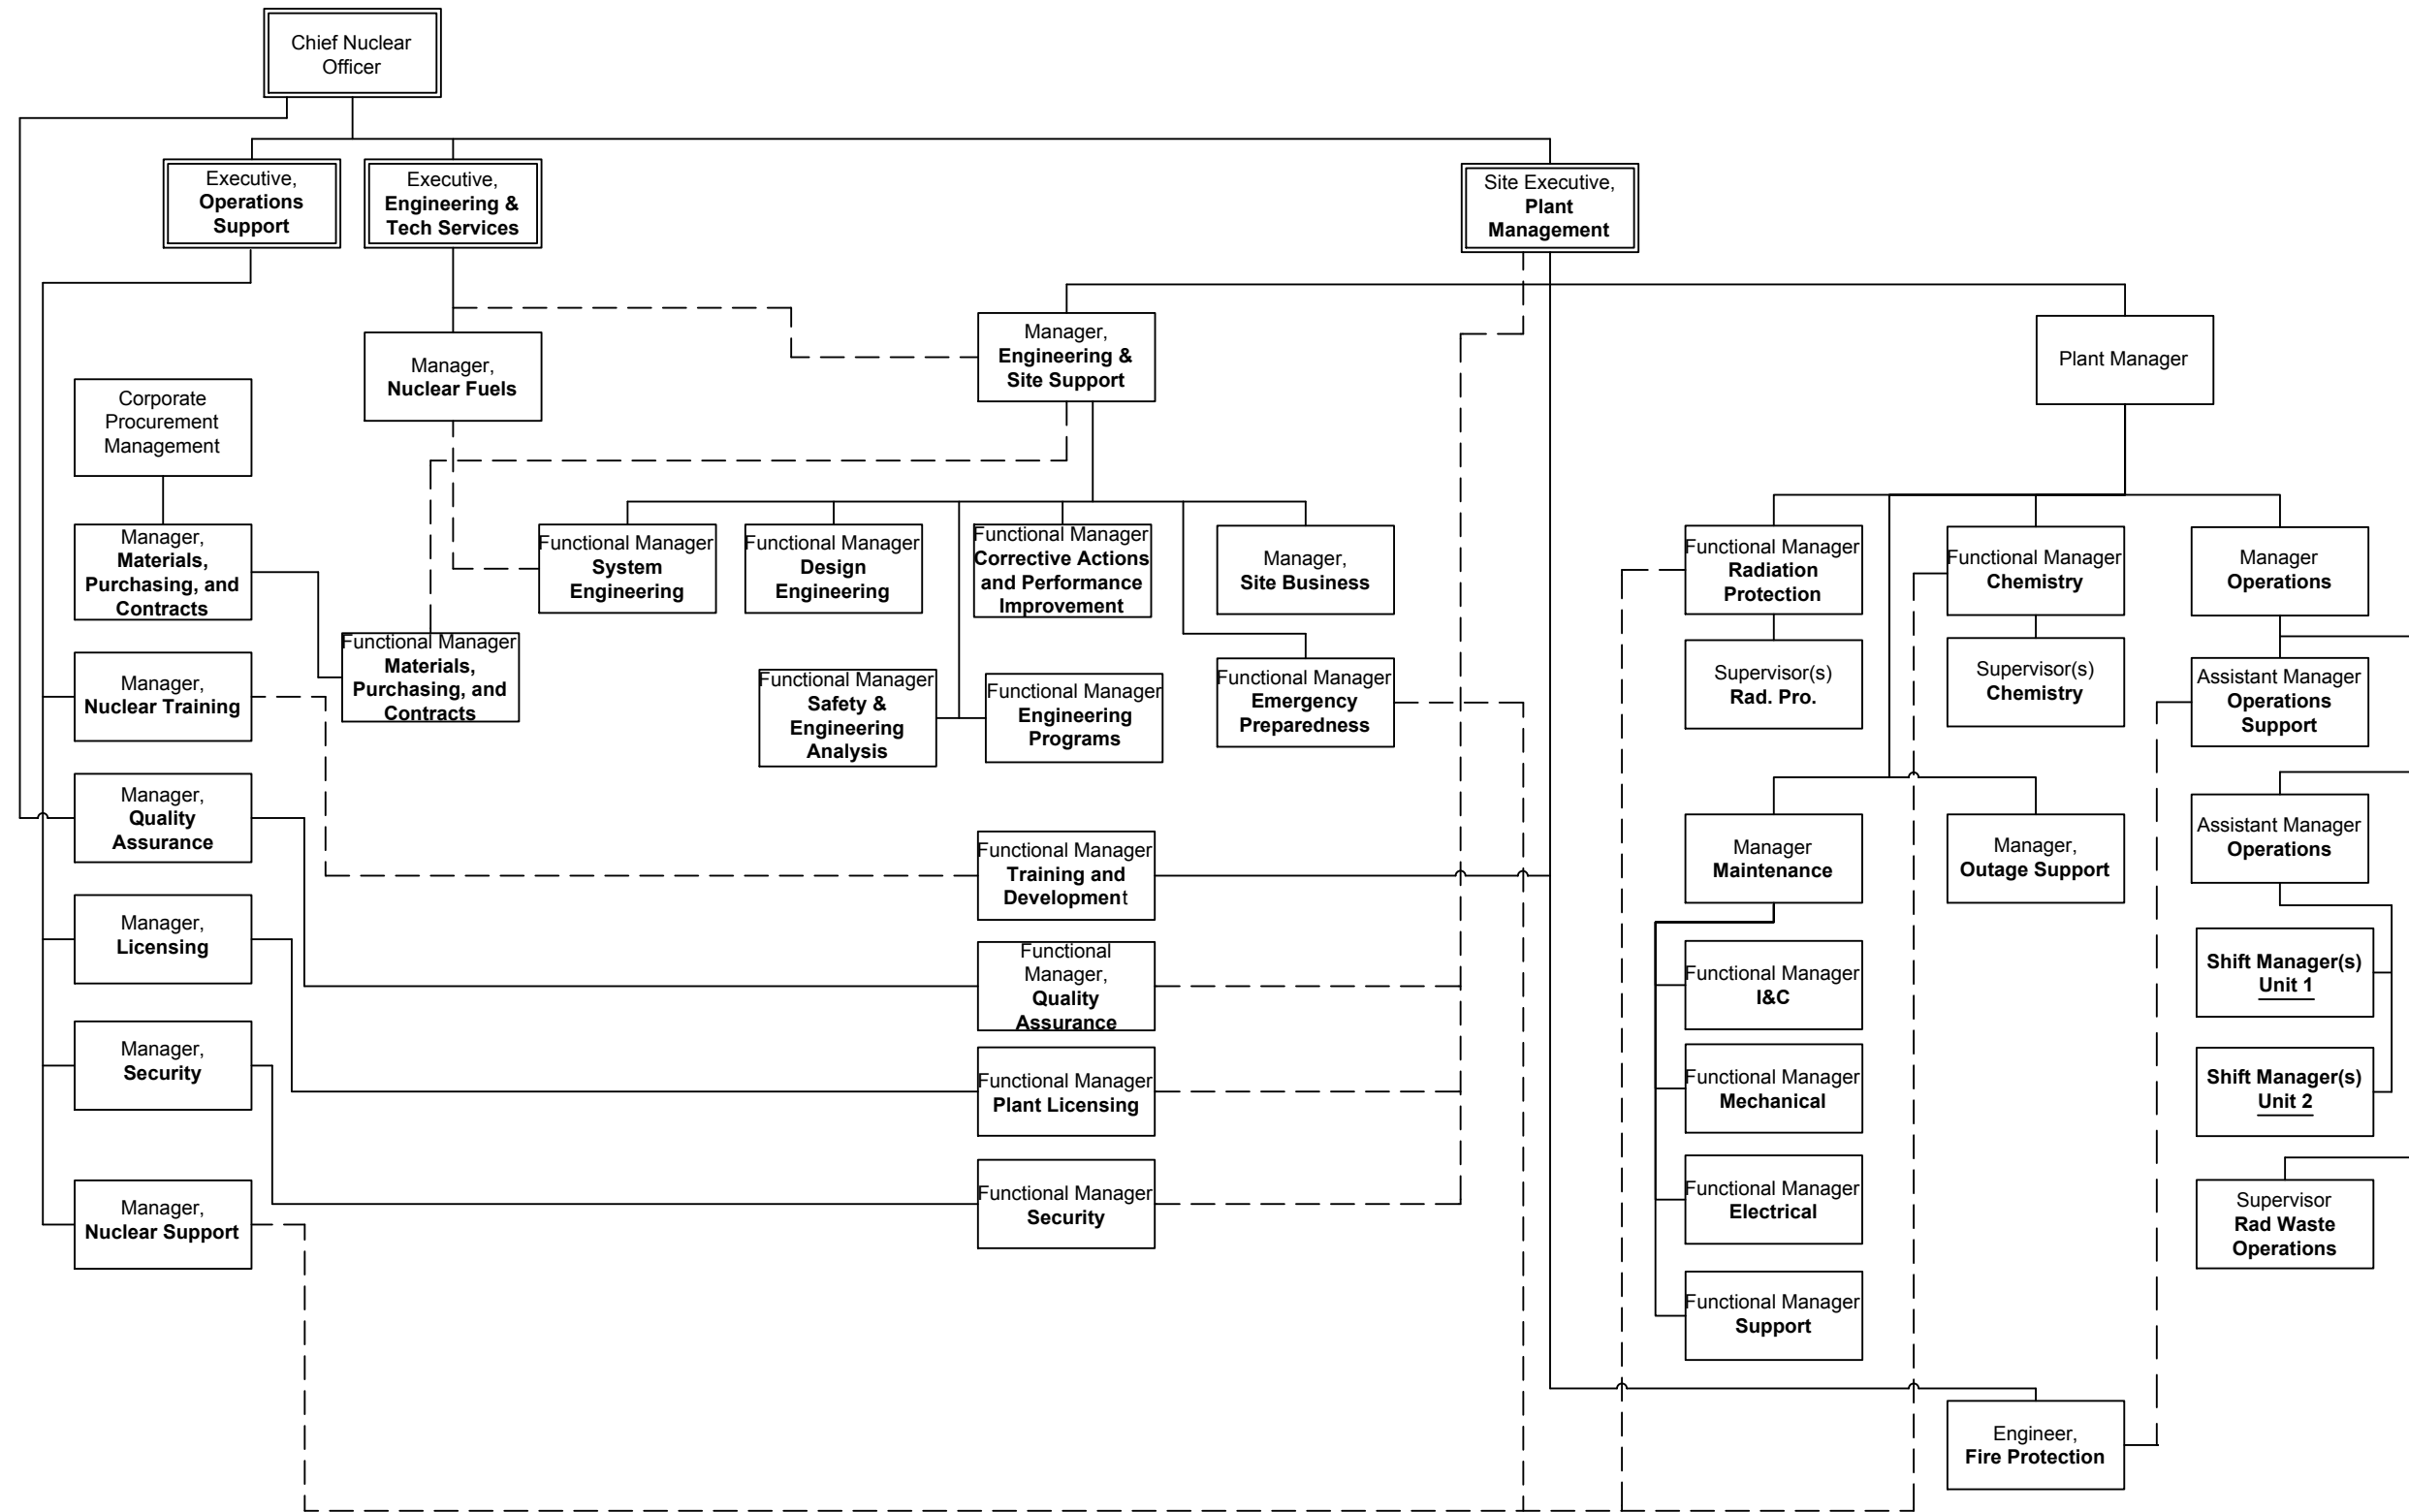 Chief Nuclear
Officer
Executive,
Operations
Support
Executive,
Engineering &
Tech Services
Site Executive,
Plant
Management
Manager,
Engineering &
Site Support
Plant Manager
Manager,
Nuclear Fuels
Corporate
Procurement
Management
Manager,
Materials,
Purchasing, and
Contracts
Functional Manager
System
Engineering
Functional Manager
Design
Engineering
Functional Manager
Corrective Actions
and Performance
Improvement
Manager,
Site Business
Functional Manager
Radiation
Protection
Functional Manager
Chemistry
Manager
Operations
Manager,
Nuclear Training
Functional Manager
Materials,
Purchasing, and
Contracts
Functional Manager
Safety &
Engineering
Analysis
Functional Manager
Engineering
Programs
Functional Manager
Emergency
Preparedness
Supervisor(s)
Rad. Pro.
Supervisor(s)
Chemistry
Assistant Manager
Operations
Support
Manager,
Quality
Assurance
Functional Manager
Training and
Development
Manager
Maintenance
Manager,
Outage Support
Assistant Manager
Operations
Manager,
Licensing
Functional
Manager,
Quality
Assurance
Functional Manager
I&C
Shift Manager(s)
Unit 1
Manager,
Security
Functional Manager
Plant Licensing
Functional Manager
Mechanical
Shift Manager(s)
Unit 2
Manager,
Nuclear Support
Functional Manager
Security
Functional Manager
Electrical
Supervisor
Rad Waste
Operations
Functional Manager
Support
Engineer,
Fire Protection